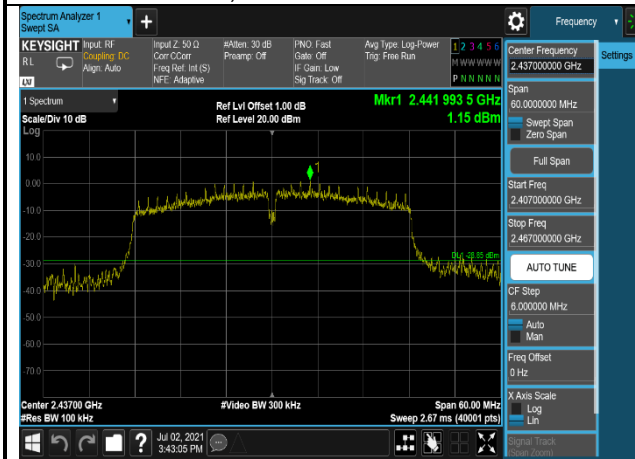 Spectrum Analyzer 1
Swept SA
+
Frequency
KEYSIGHT
RL
Input: RF
Coupling: DC
Align: Auto
Input Z: 50 Ω
Corr CCorr
Freq Ref: Int (S)
NFE: Adaptive
#Atten: 30 dB
Preamp: Off
PNO: Fast
Gate: Off
IF Gain: Low
Sig Track: Off
Avg Type: Log-Power
Trig: Free Run
1 2 3 4 5 6
M W W W W W
P N N N N N
LVI
Center Frequency
2.437000000 GHz
Settings
Span
60.0000000 MHz
Swept Span
Zero Span
Full Span
Start Freq
2.407000000 GHz
Stop Freq
2.467000000 GHz
AUTO TUNE
CF Step
6.000000 MHz
Auto
Man
Freq Offset
0 Hz
X Axis Scale
Log
Lin
Signal Track
(Span Zoom)
1 Spectrum
Scale/Div 10 dB
Log
Ref Lvl Offset 1.00 dB
Ref Level 20.00 dBm
Mkr1 2.441 993 5 GHz
1.15 dBm
1
10.0
0.00
-10.0
-20.0
DL1 -28.85 dBm
-30.0
-40.0
-50.0
-60.0
-70.0
Center 2.43700 GHz
#Res BW 100 kHz
#Video BW 300 kHz
Span 60.00 MHz
Sweep 2.67 ms (40001 pts)
?
Jul 02, 2021
3:43:05 PM